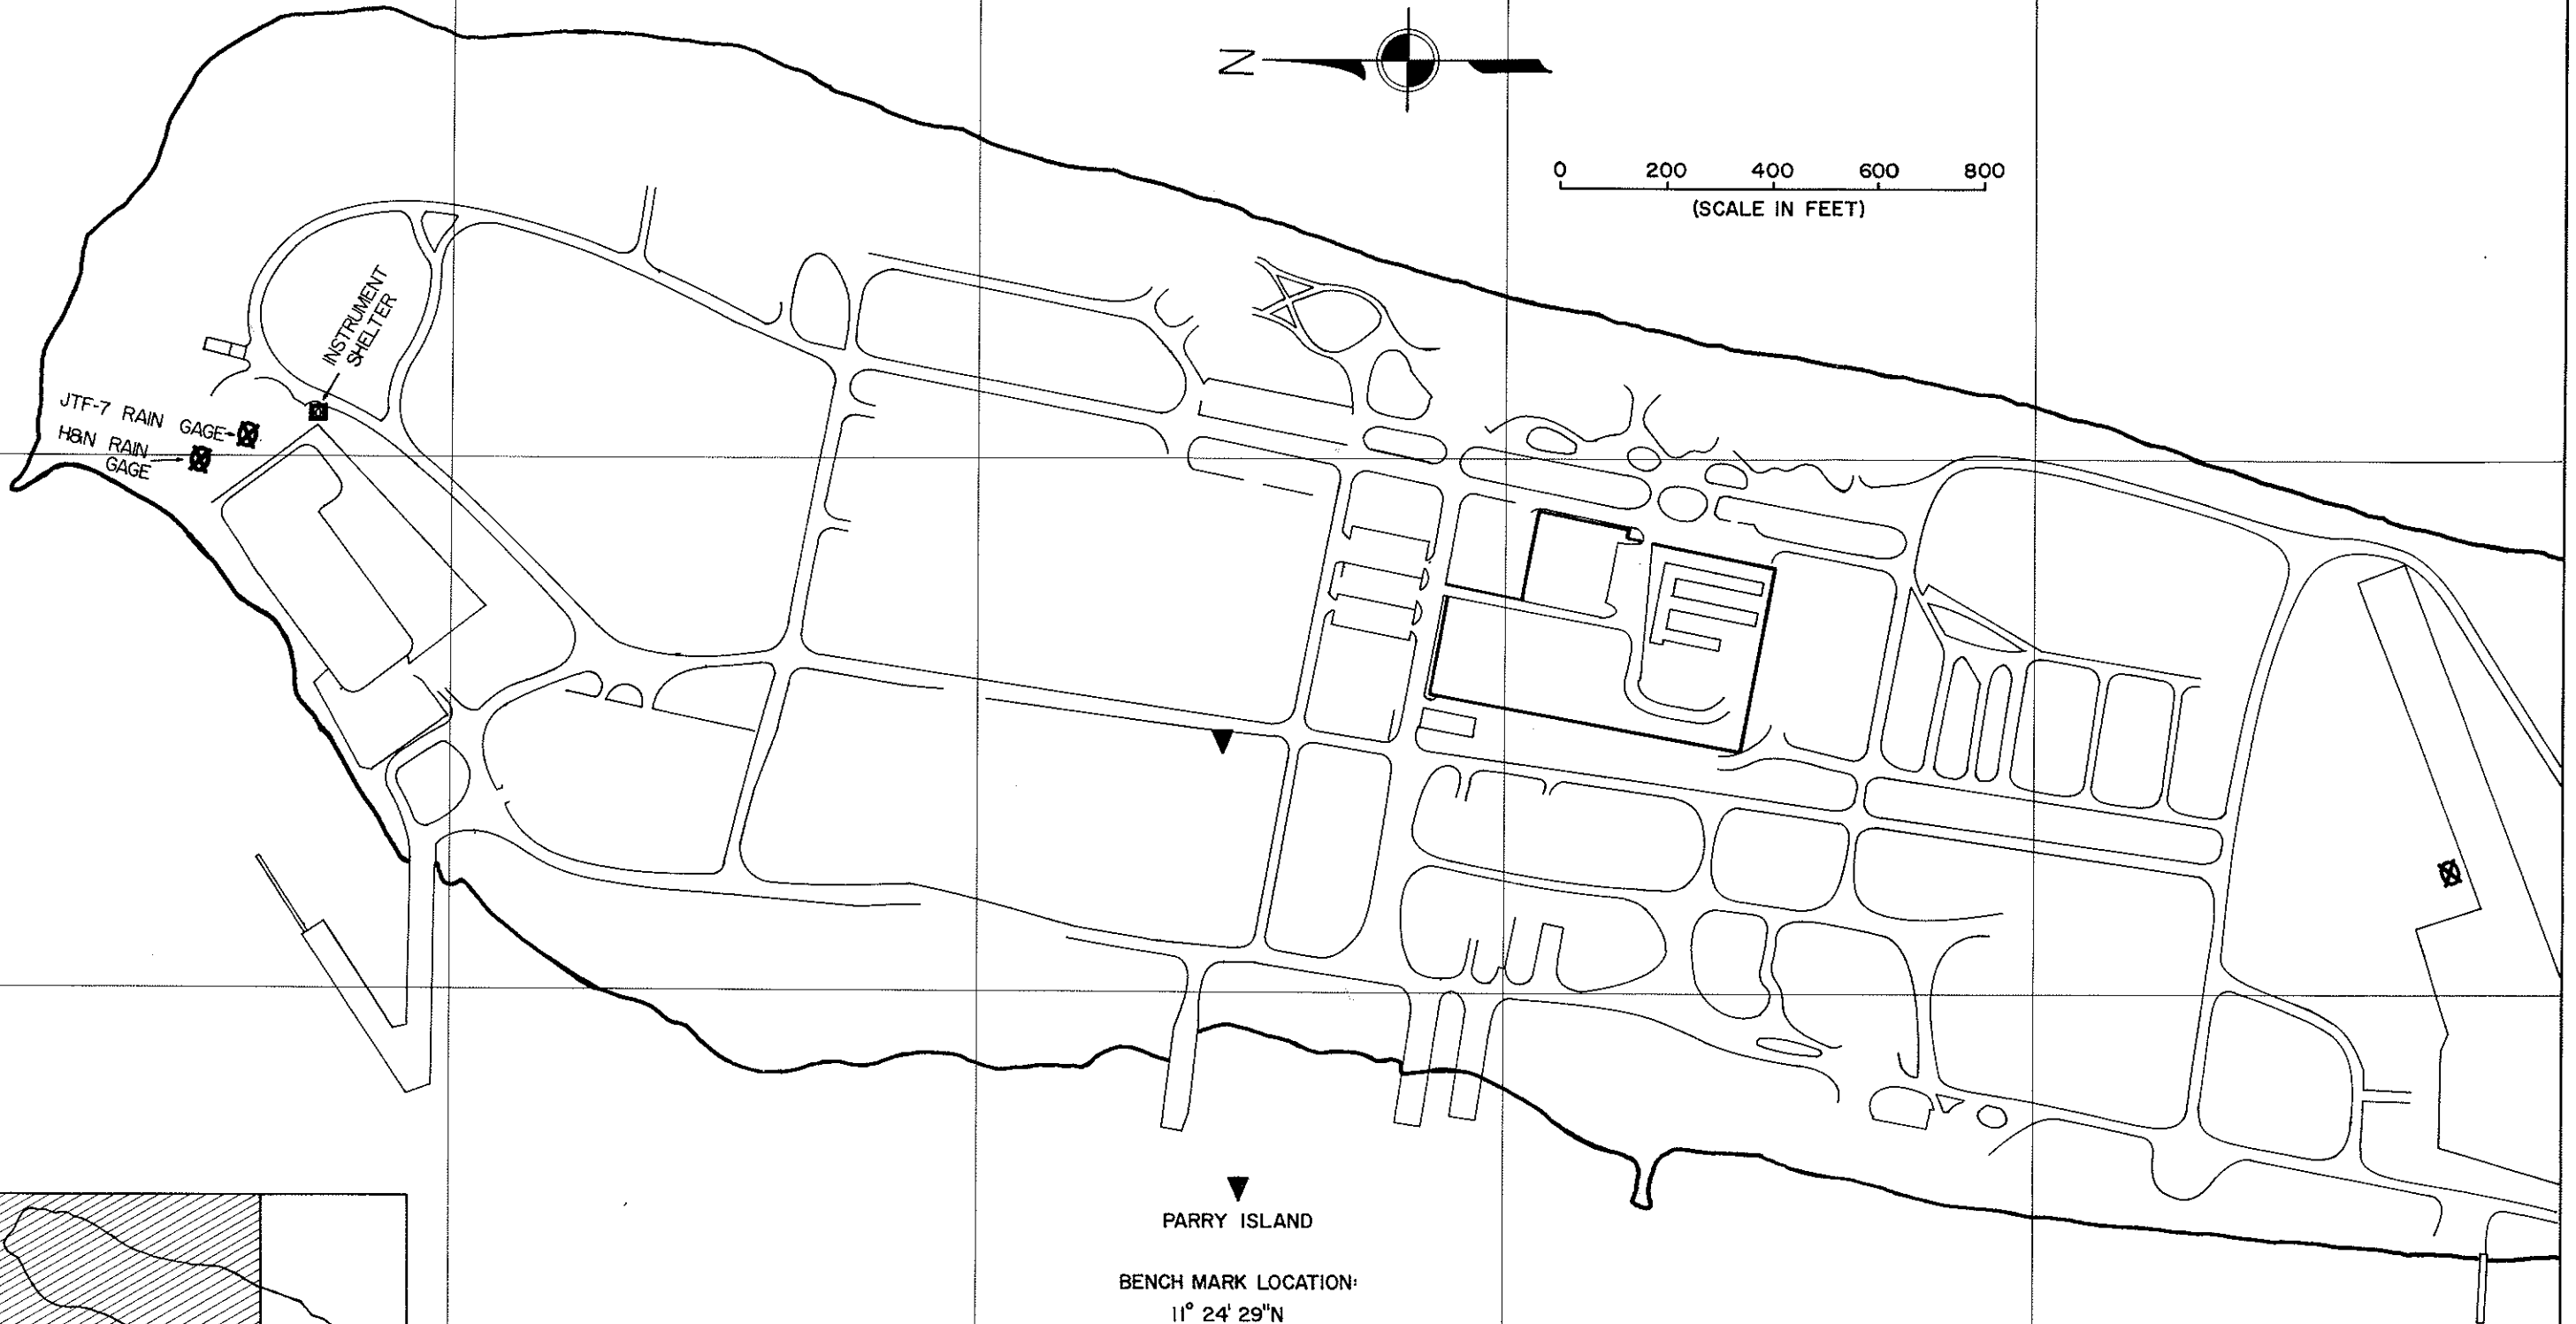 N
0 200 400 600 800
(SCALE IN FEET)
INSTRUMENT
SHELTER
JTF-7 RAIN GAGE
H&N RAIN
GAGE
PARRY ISLAND
BENCH MARK LOCATION:
11° 24' 29"N